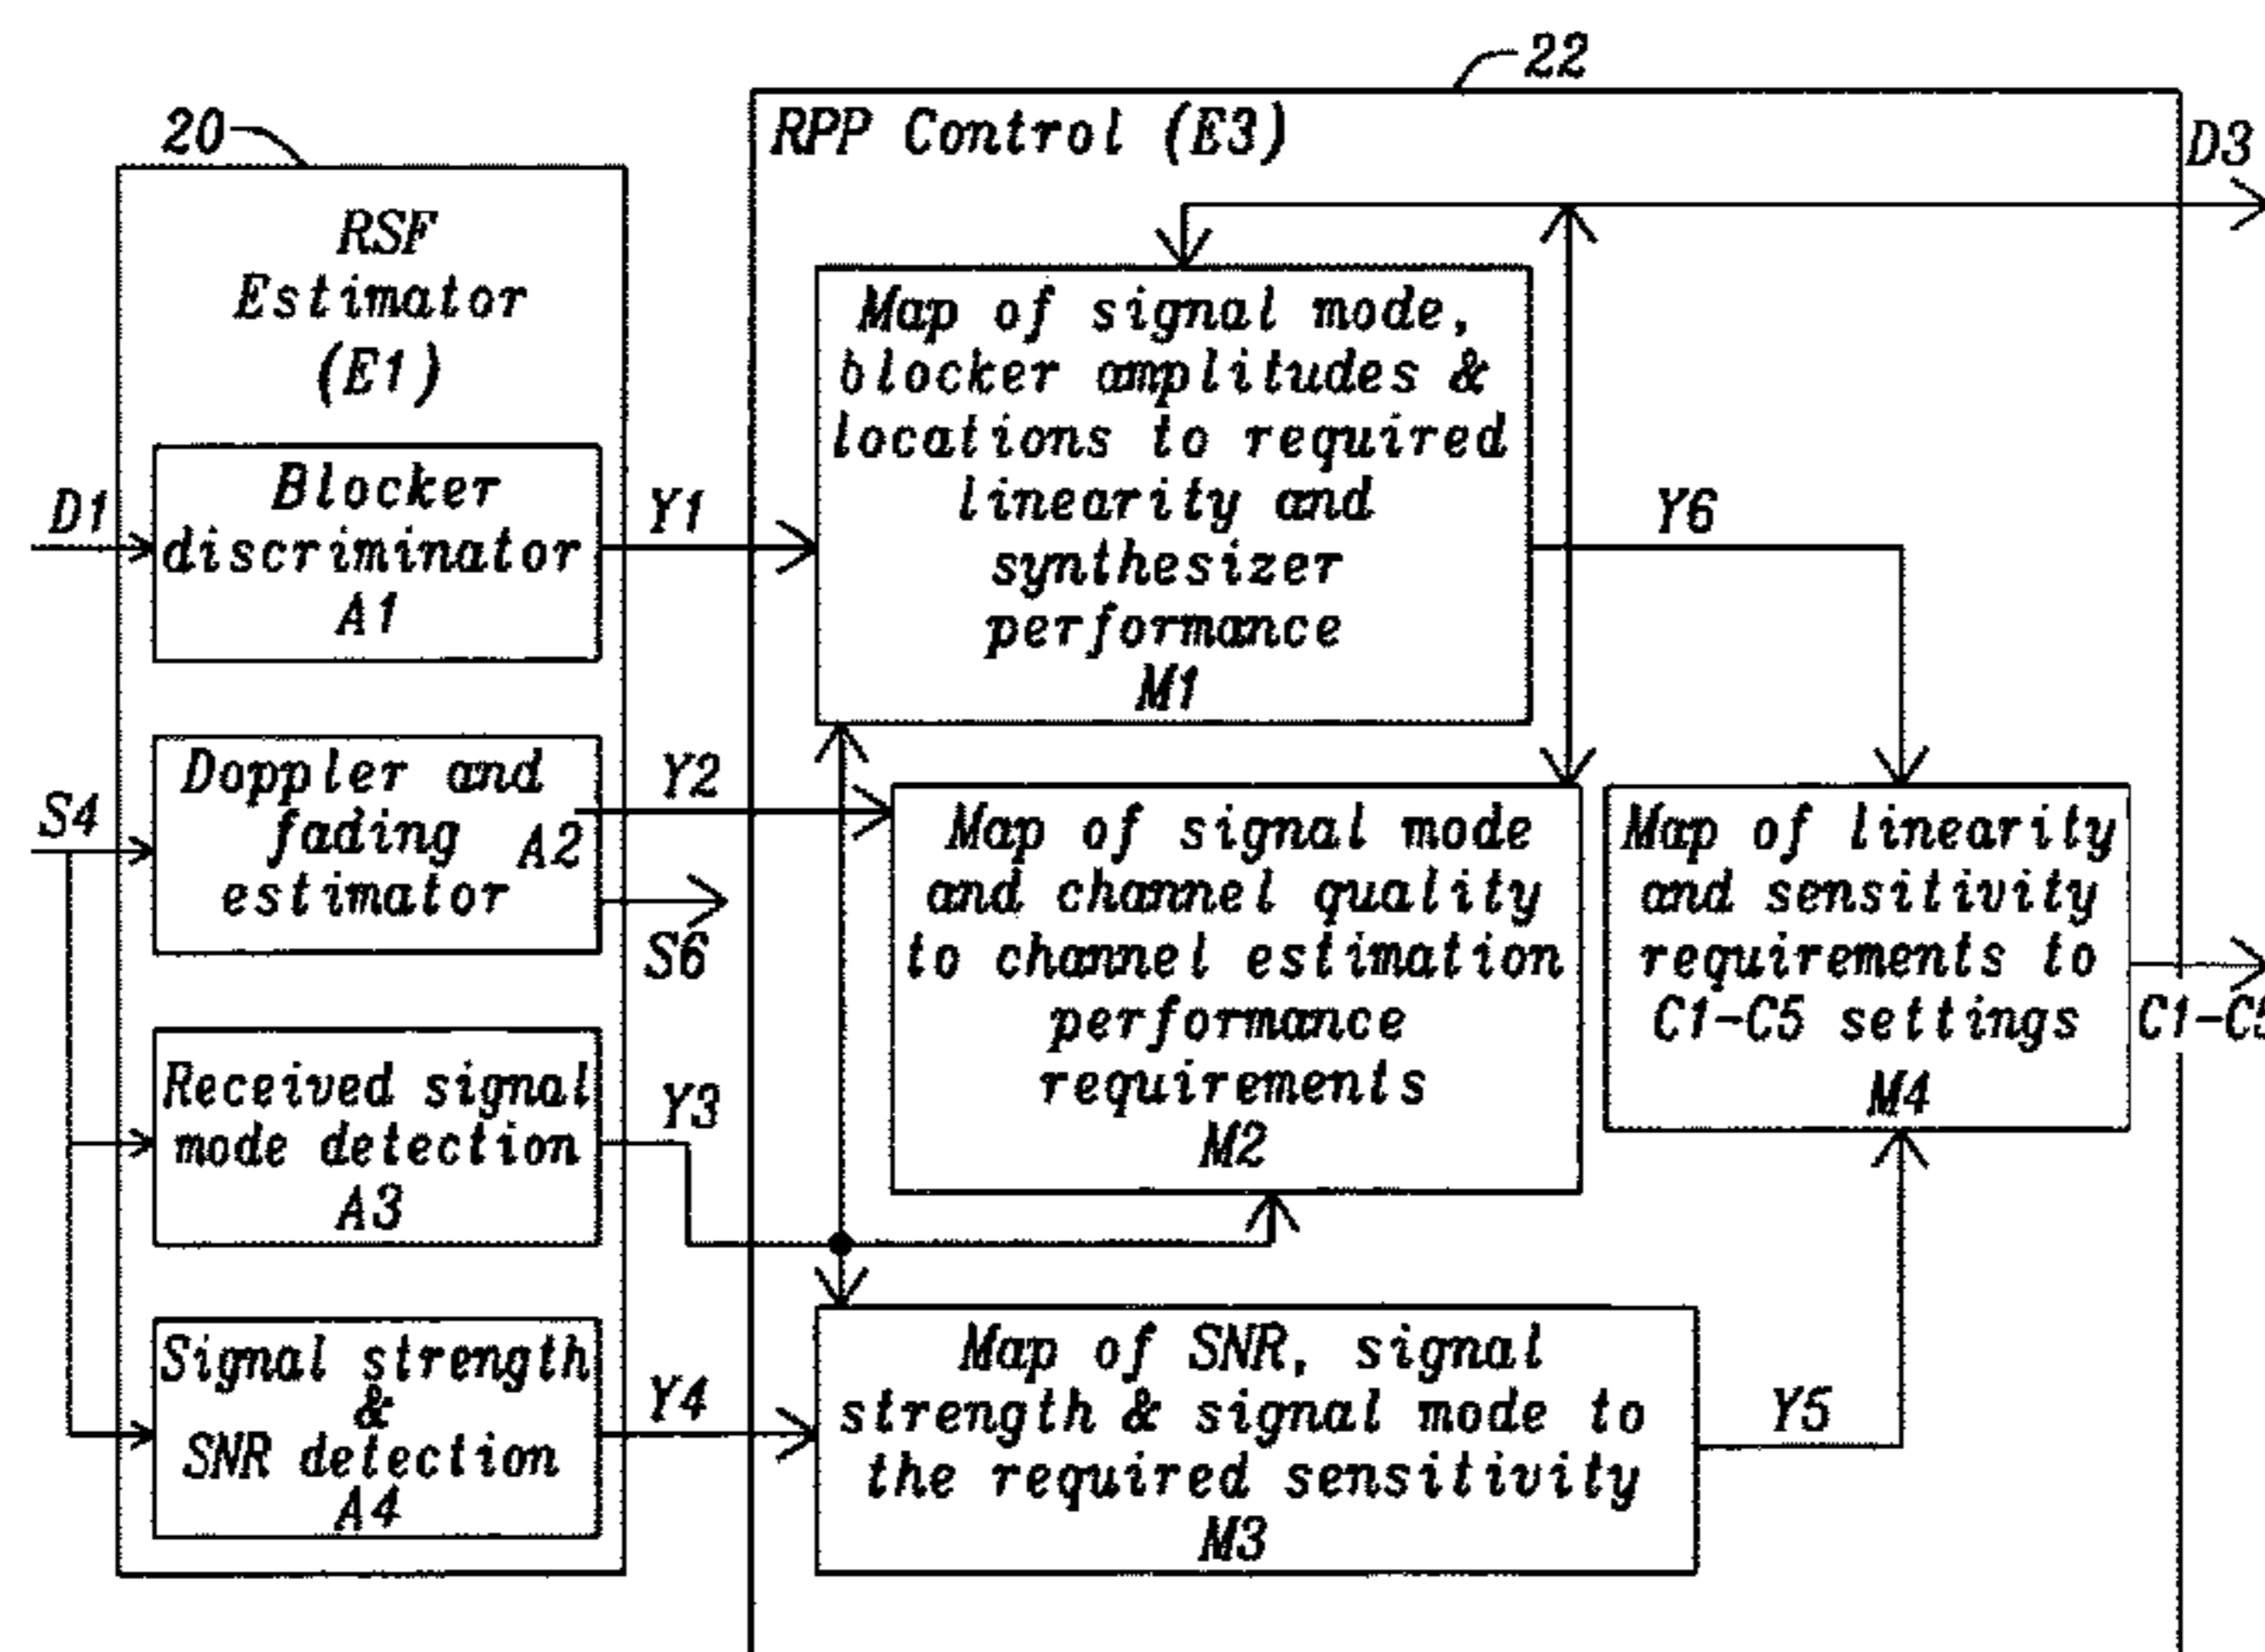 22
20
RPP Control (E3)
D3
RSF
Estimator
(E1)
D1
Blocker
discriminator
A1
Y1
Map of signal mode,
blocker amplitudes &
locations to required
linearity and
synthesizer
performance
M1
Y6
S4
Doppler and
fading
estimator
A2
Y2
S6
Map of signal mode
and channel quality
to channel estimation
performance
requirements
M2
Map of linearity
and sensitivity
requirements to
C1-C5 settings
M4
C1-C5
Received signal
mode detection
A3
Y3
Signal strength
&
SNR detection
A4
Y4
Map of SNR, signal
strength & signal mode to
the required sensitivity
M3
Y5